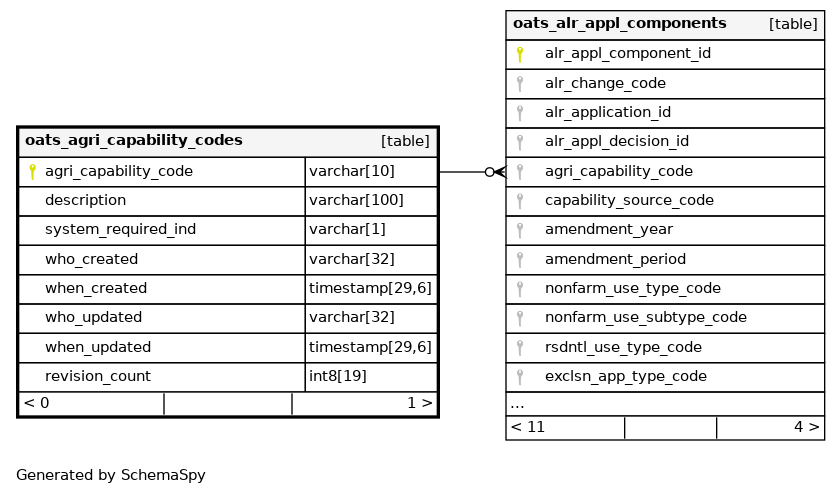 oats_agri_capability_codes [table]
agri_capability_code varchar[10]
description varchar[100]
system_required_ind varchar[1]
who_created varchar[32]
when_created timestamp[29,6]
who_updated varchar[32]
when_updated timestamp[29,6]
revision_count int8[19]
< 0 1 >
oats_alr_appl_components [table]
alr_appl_component_id
alr_change_code
alr_application_id
alr_appl_decision_id
agri_capability_code
capability_source_code
amendment_year
amendment_period
nonfarm_use_type_code
nonfarm_use_subtype_code
rsdntl_use_type_code
exclsn_app_type_code
...
< 11 4 >
Generated by SchemaSpy